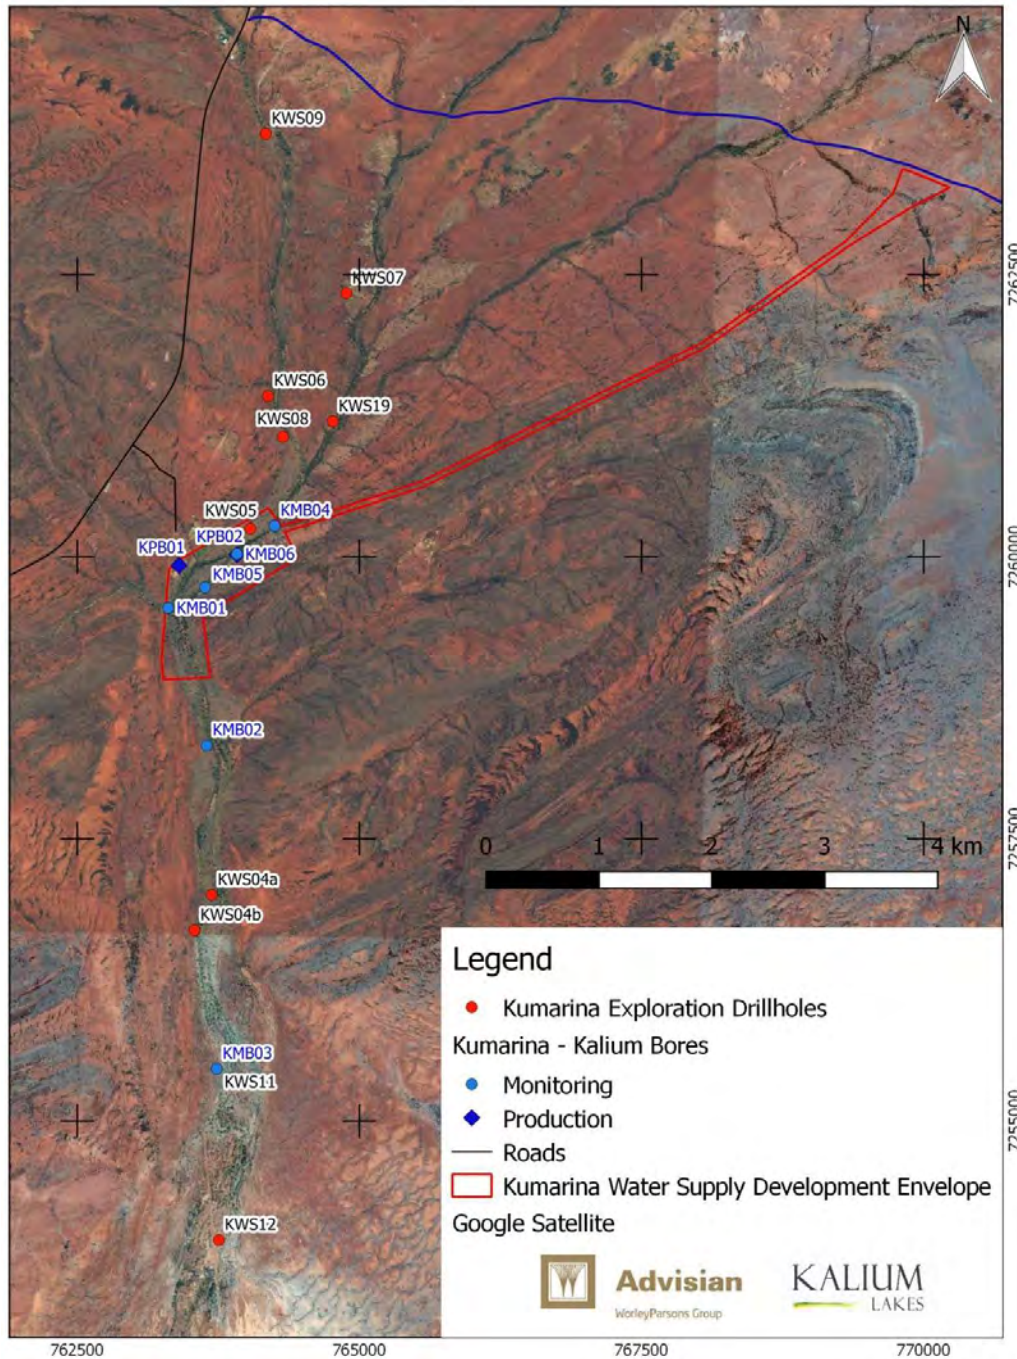 N
KWS09
KWS07
7262500
KWS06
KWS19
KWS08
KWS05
KMB04
KPB02
KPB01
KMB06
7260000
KMB05
KMB01
KMB02
7257500
0 1 2 3 4 km
KWS04a
KWS04b
Legend
Kumarina Exploration Drillholes
Kumarina - Kalium Bores
Monitoring
Production
Roads
Kumarina Water Supply Development Envelope
Google Satellite
KMB03
KWS11
7255000
KWS12
Advisian
WorleyParsons Group
KALIUM
LAKES
762500 765000 767500 770000